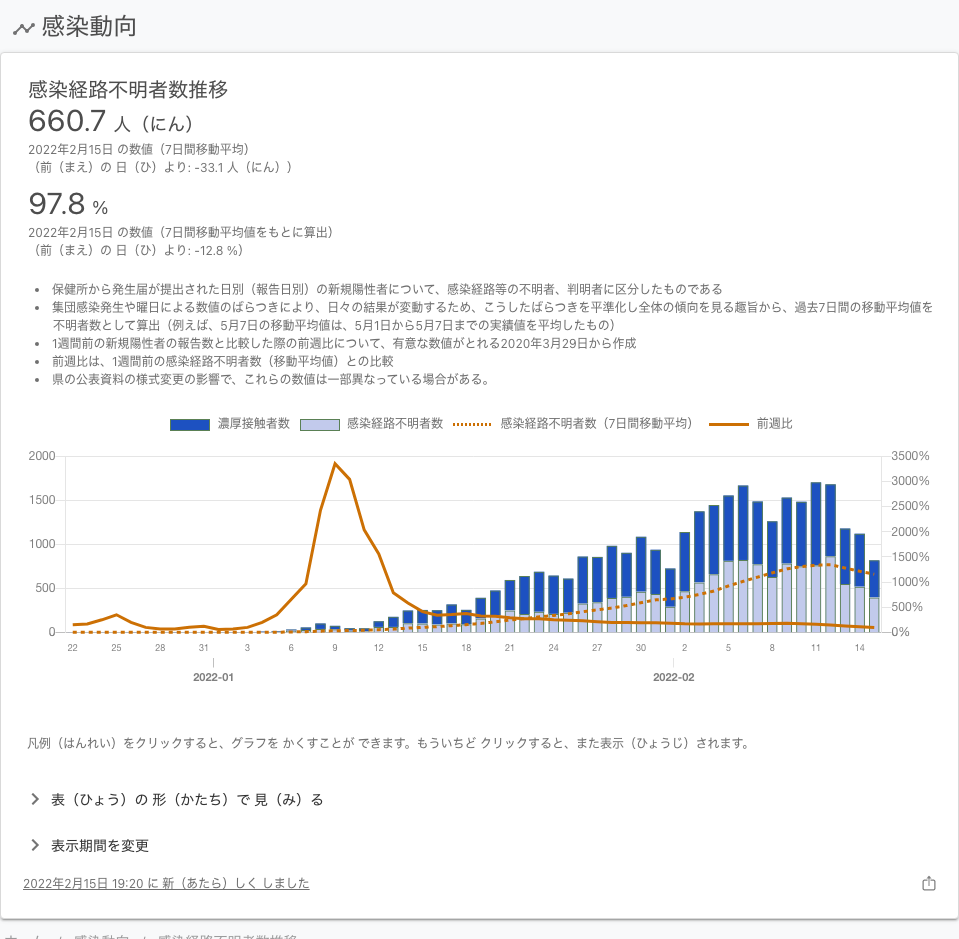 感染動向
感染経路不明者数推移
660.7 人（にん）
2022年2月15日 の数値（7日間移動平均）
（前（まえ）の 日（ひ）より: -33.1 人（にん））
97.8 %
2022年2月15日 の数値（7日間移動平均値をもとに算出）
（前（まえ）の 日（ひ）より: -12.8 %）
• 保健所から発生届が提出された日別（報告日別）の新規陽性者について、感染経路等の不明者、判明者に区分したものである
• 集団感染発生や曜日による数値のばらつきにより、日々の結果が変動するため、こうしたばらつきを平準化し全体の傾向を見る趣旨から、過去7日間の移動平均値を
不明者数として算出（例えば、5月7日の移動平均値は、5月1日から5月7日までの実績値を平均したもの）
• 1週間前の新規陽性者の報告数と比較した際の前週比について、有意な数値がとれる2020年3月29日から作成
• 前週比は、1週間前の感染経路不明者数（移動平均値）との比較
• 県の公表資料の様式変更の影響で、これらの数値は一部異なっている場合がある。
濃厚接触者数 感染経路不明者数 感染経路不明者数（7日間移動平均） 前週比
2000 3500%
3000%
1500 2500%
2000%
1000 1500%
1000%
500 500%
0 0%
22 25 28 31 3 6 9 12 15 18 21 24 27 30 2 5 8 11 14
2022-01 2022-02
凡例（はんれい）をクリックすると、グラフを かくすことが できます。もういちど クリックすると、また表示（ひょうじ）されます。
表（ひょう）の 形（かたち）で 見（み）る
表示期間を変更
2022年2月15日 19:20 に 新（あたら）しく しました